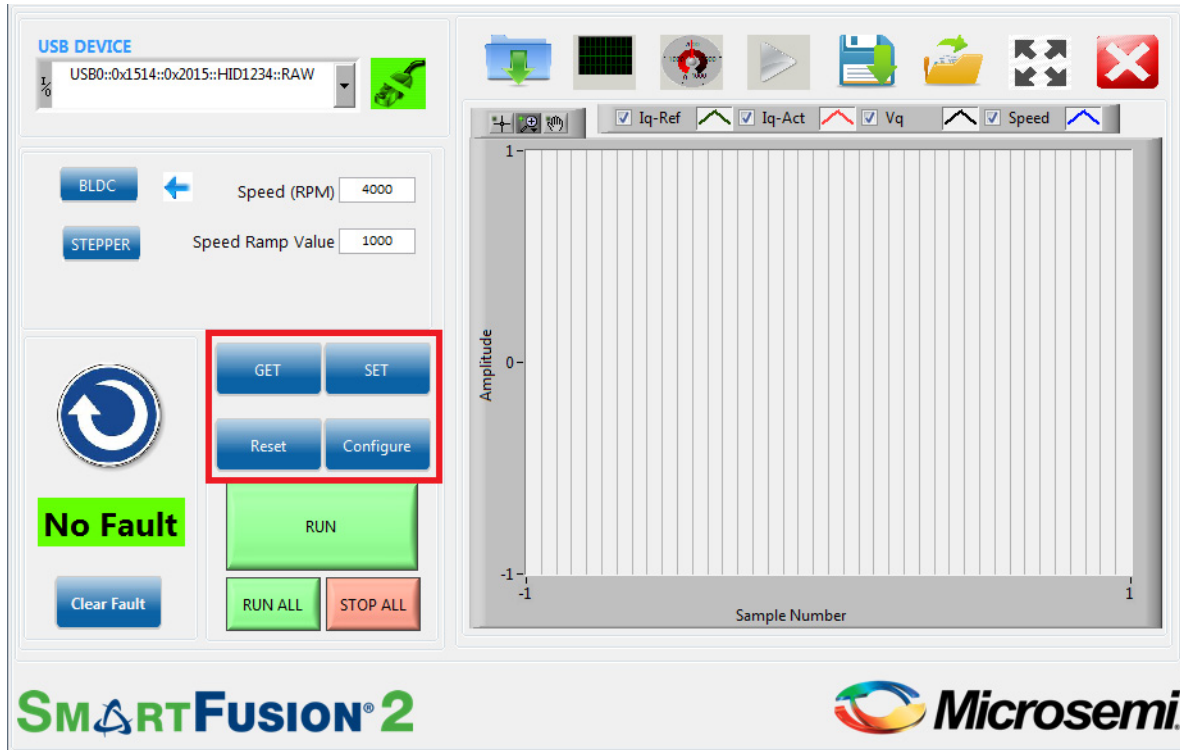 USB DEVICE
I/O
USB0::0x1514::0x2015::HID1234::RAW
BLDC
Speed (RPM) 4000
STEPPER
Speed Ramp Value 1000
GET SET
Reset Configure
No Fault
RUN
Clear Fault
RUN ALL STOP ALL
Iq-Ref Iq-Act Vq Speed
1
Amplitude
0
-1
-1 1
Sample Number
SMARTFUSION® 2
Microsemi.